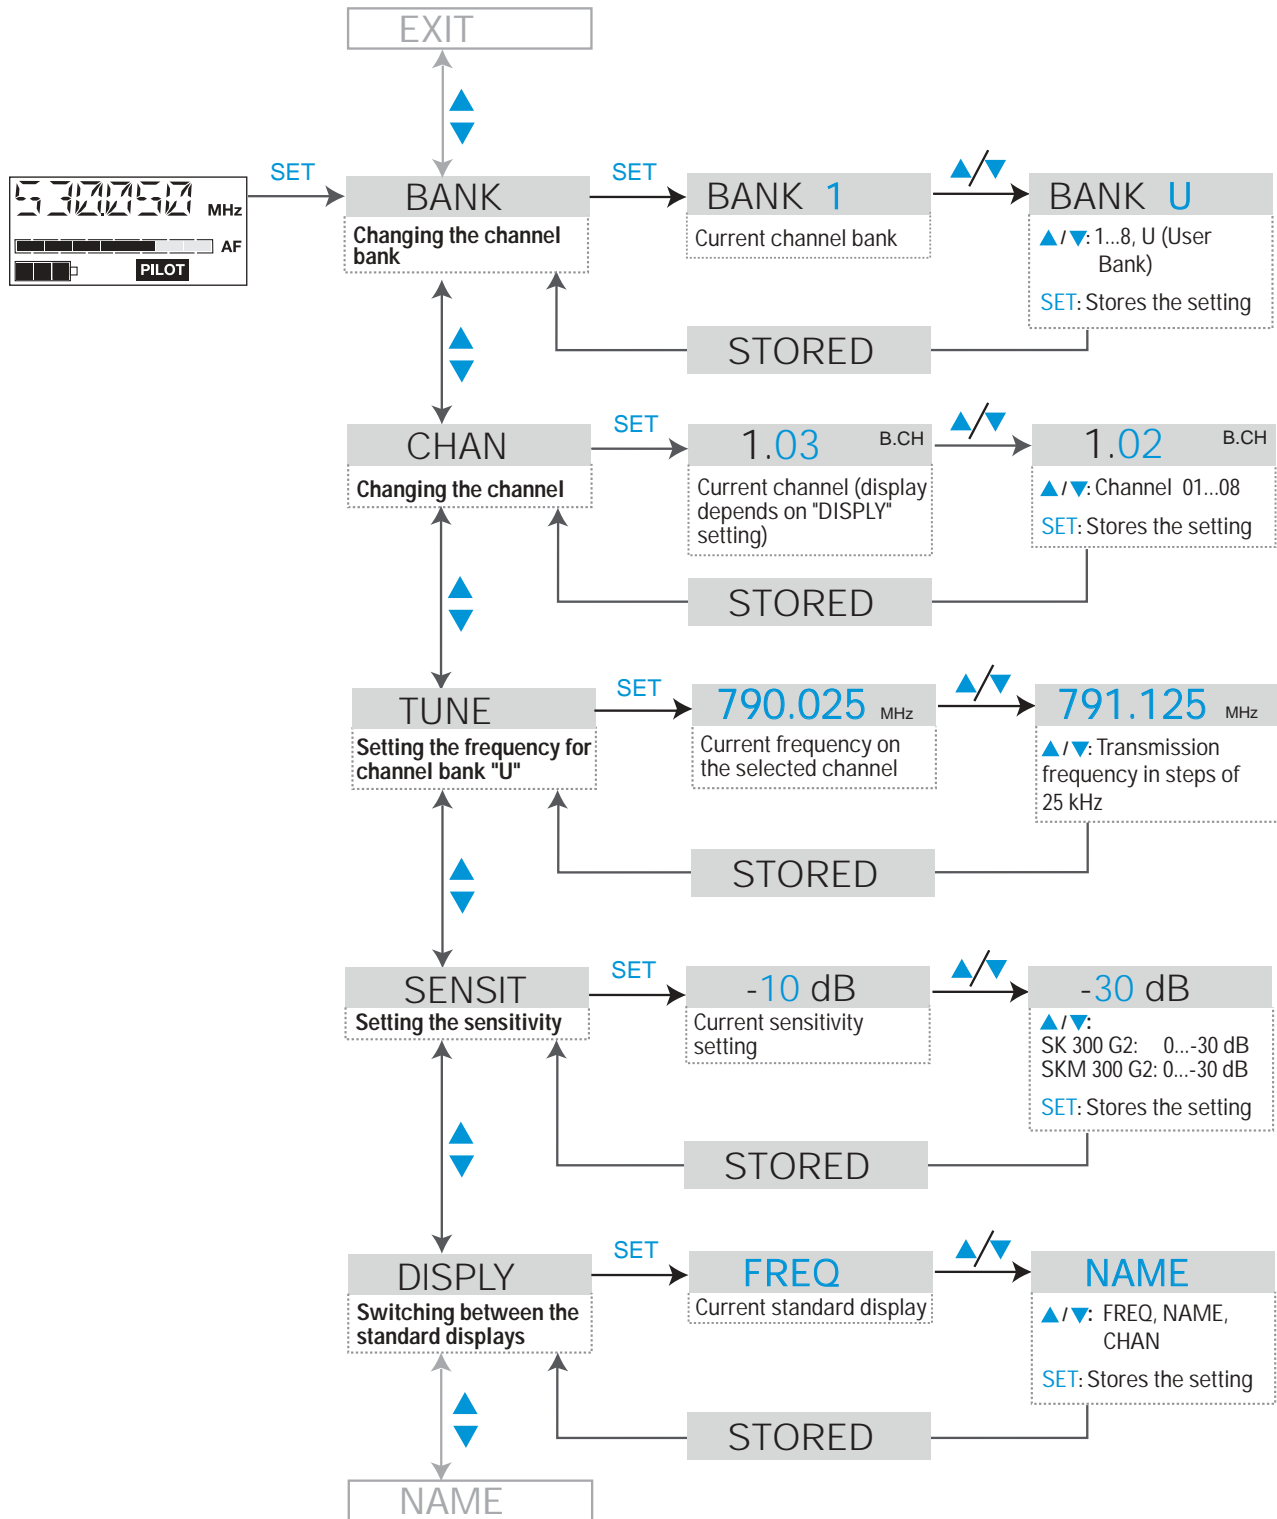 EXIT
530.050 MHz
AF
PILOT
SET
BANK
Changing the channel
bank
SET
BANK 1
Current channel bank
▲/▼
BANK U
▲/▼: 1...8, U (User
Bank)
SET: Stores the setting
STORED
CHAN
Changing the channel
SET
1.03 B.CH
Current channel (display
depends on "DISPLY"
setting)
▲/▼
1.02 B.CH
▲/▼: Channel 01...08
SET: Stores the setting
STORED
TUNE
Setting the frequency for
channel bank "U"
SET
790.025 MHz
Current frequency on
the selected channel
▲/▼
791.125 MHz
▲/▼: Transmission
frequency in steps of
25 kHz
STORED
SENSIT
Setting the sensitivity
SET
-10 dB
Current sensitivity
setting
▲/▼
-30 dB
▲/▼:
SK 300 G2: 0...-30 dB
SKM 300 G2: 0...-30 dB
SET: Stores the setting
STORED
DISPLY
Switching between the
standard displays
SET
FREQ
Current standard display
▲/▼
NAME
▲/▼: FREQ, NAME,
CHAN
SET: Stores the setting
STORED
NAME